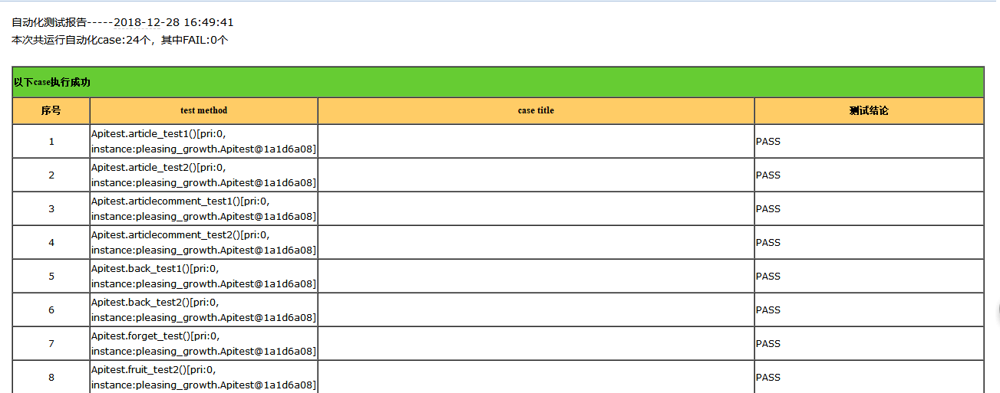 自动化测试报告-----2018-12-28 16:49:41
本次共运行自动化case:24个，其中FAIL:0个
以下case执行成功
序号 test method case title 测试结论
1 Apitest.article_test1()[pri:0, instance:pleasing_growth.Apitest@1a1d6a08] PASS
2 Apitest.article_test2()[pri:0, instance:pleasing_growth.Apitest@1a1d6a08] PASS
3 Apitest.articlecomment_test1()[pri:0, instance:pleasing_growth.Apitest@1a1d6a08] PASS
4 Apitest.articlecomment_test2()[pri:0, instance:pleasing_growth.Apitest@1a1d6a08] PASS
5 Apitest.back_test1()[pri:0, instance:pleasing_growth.Apitest@1a1d6a08] PASS
6 Apitest.back_test2()[pri:0, instance:pleasing_growth.Apitest@1a1d6a08] PASS
7 Apitest.forget_test()[pri:0, instance:pleasing_growth.Apitest@1a1d6a08] PASS
8 Apitest.fruit_test2()[pri:0, instance:pleasing_growth.Apitest@1a1d6a08] PASS